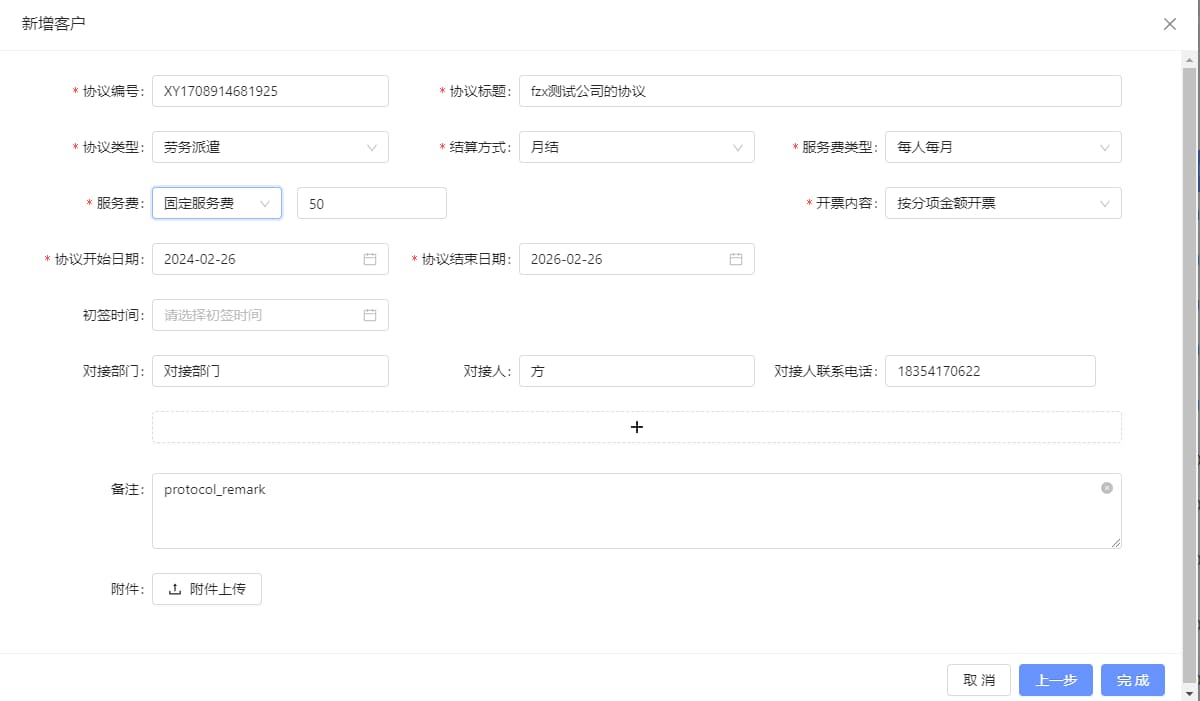 新增客户
* 协议编号: XY1708914681925 * 协议标题: fzx测试公司的协议
* 协议类型: 劳务派遣 * 结算方式: 月结 * 服务费类型: 每人每月
* 服务费: 固定服务费 50 * 开票内容: 按分项金额开票
* 协议开始日期: 2024-02-26 * 协议结束日期: 2026-02-26
初签时间: 请选择初签时间
对接部门: 对接部门 对接人: 方 对接人联系电话: 18354170622
+
备注: protocol_remark
附件: 附件上传
取 消 上一步 完 成